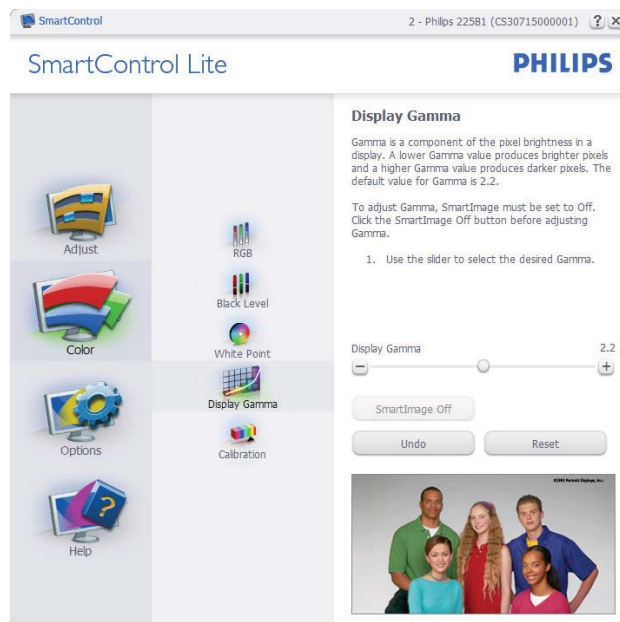 SmartControl
2 - Philips 225B1 (CS30715000001)
?
SmartControl Lite
PHILIPS
Adjust
Color
Options
Help
RGB
Black Level
White Point
Display Gamma
Calibration
Display Gamma
Gamma is a component of the pixel brightness in a
display. A lower Gamma value produces brighter pixels
and a higher Gamma value produces darker pixels. The
default value for Gamma is 2.2.
To adjust Gamma, SmartImage must be set to Off.
Click the SmartImage Off button before adjusting
Gamma.
1. Use the slider to select the desired Gamma.
Display Gamma 2.2
SmartImage Off
Undo
Reset
Portrait Displays, Inc.